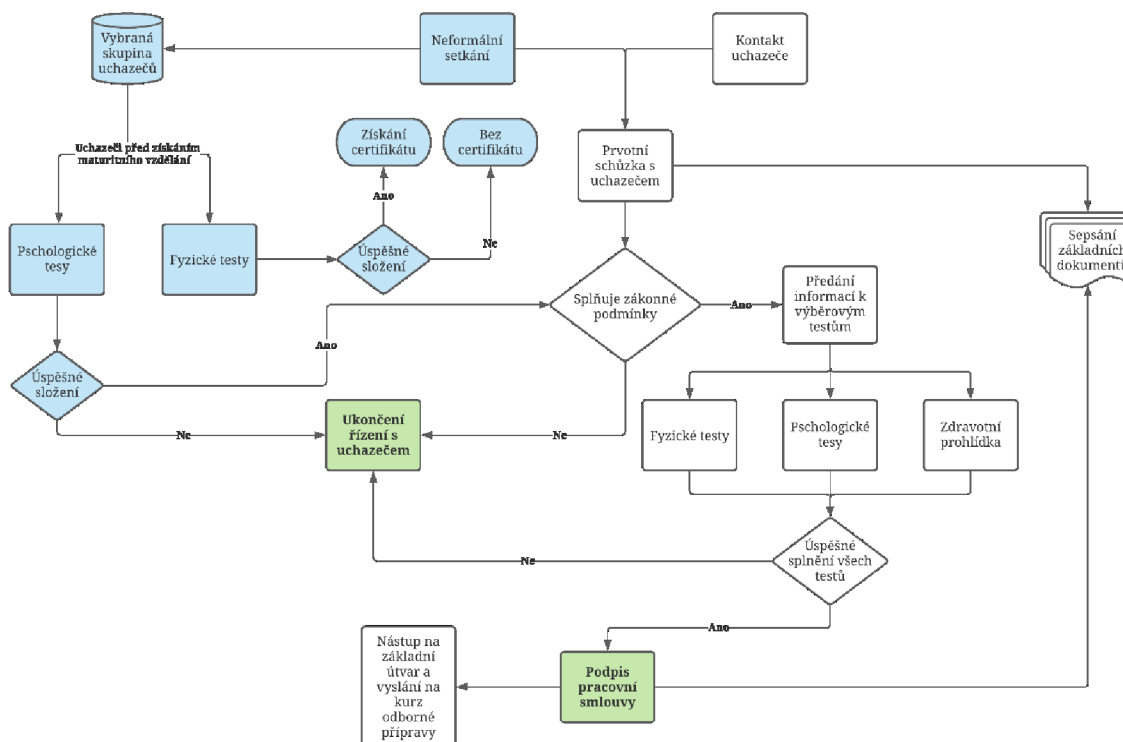 Vybraná
skupina
uchazečů
Neformální
setkání
Kontakt
uchazeče
Uchazeči před získáním
maturitního vzdělání
Získání
certifikátu
Bez
certifikátu
Prvotní
schůzka s
uchazečem
Ano
Ne
Pschologické
tesy
Fyzické testy
Úspěšné
složení
Sepsání
základních
dokumentů
Splňuje zákonné
podmínky
Ano
Předání
informací k
výběrovým
testům
Ano
Úspěšné
složení
Ne
Ukončení
řízení s
uchazečem
Ne
Fyzické testy
Pschologické
tesy
Zdravotní
prohlídka
Ne
Úspěšné
splnění všech
testů
Ano
Nástup na
základní
útvar a
vyslání na
kurz
odborné
přípravy
Podpis
pracovní
smlouvy